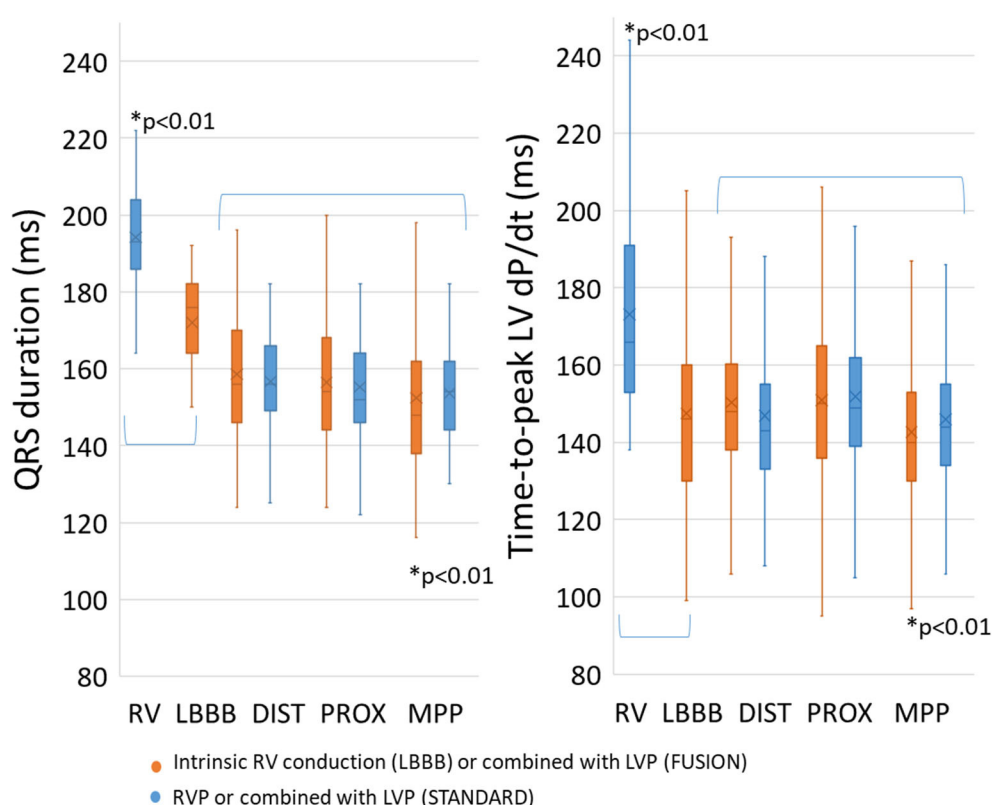 QRS duration (ms)
240
220
200
180
160
140
120
100
80
*p<0.01
*p<0.01
RV LBBB DIST PROX MPP
Time-to-peak LV dP/dt (ms)
240
220
200
180
160
140
120
100
80
*p<0.01
*p<0.01
RV LBBB DIST PROX MPP
Intrinsic RV conduction (LBBB) or combined with LVP (FUSION)
RVP or combined with LVP (STANDARD)